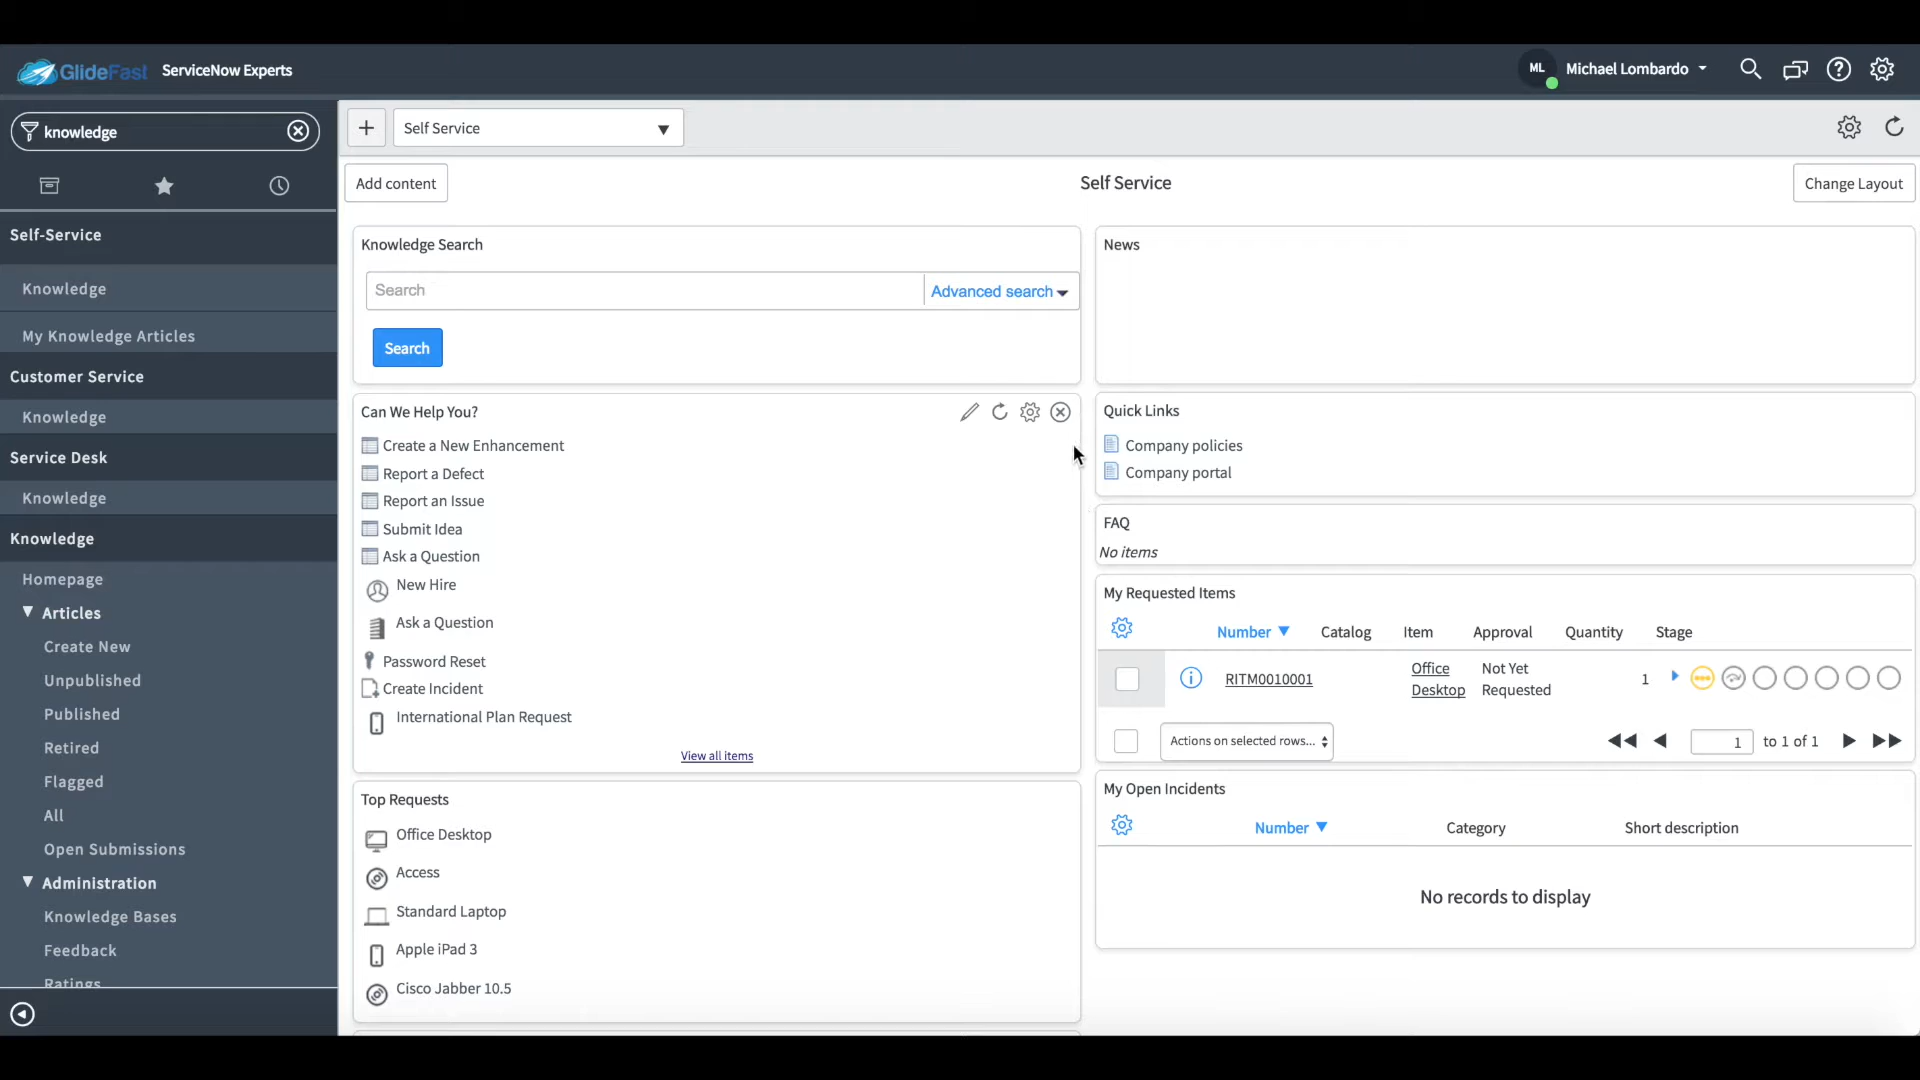 GlideFast ServiceNow Experts
ML Michael Lombardo
knowledge
Self-Service
Knowledge
My Knowledge Articles
Customer Service
Knowledge
Service Desk
Knowledge
Knowledge
Homepage
Articles
Create New
Unpublished
Published
Retired
Flagged
All
Open Submissions
Administration
Knowledge Bases
Feedback
Ratings
Self Service
Add content
Self Service
Change Layout
Knowledge Search
Search
Advanced search
Search
Can We Help You?
Create a New Enhancement
Report a Defect
Report an Issue
Submit Idea
Ask a Question
New Hire
Ask a Question
Password Reset
Create Incident
International Plan Request
View all items
Top Requests
Office Desktop
Access
Standard Laptop
Apple iPad 3
Cisco Jabber 10.5
News
Quick Links
Company policies
Company portal
FAQ
No items
My Requested Items
Number Catalog Item Approval Quantity Stage
RITM0010001 Office Desktop Not Yet Requested 1
Actions on selected rows... 1 to 1 of 1
My Open Incidents
Number Category Short description
No records to display